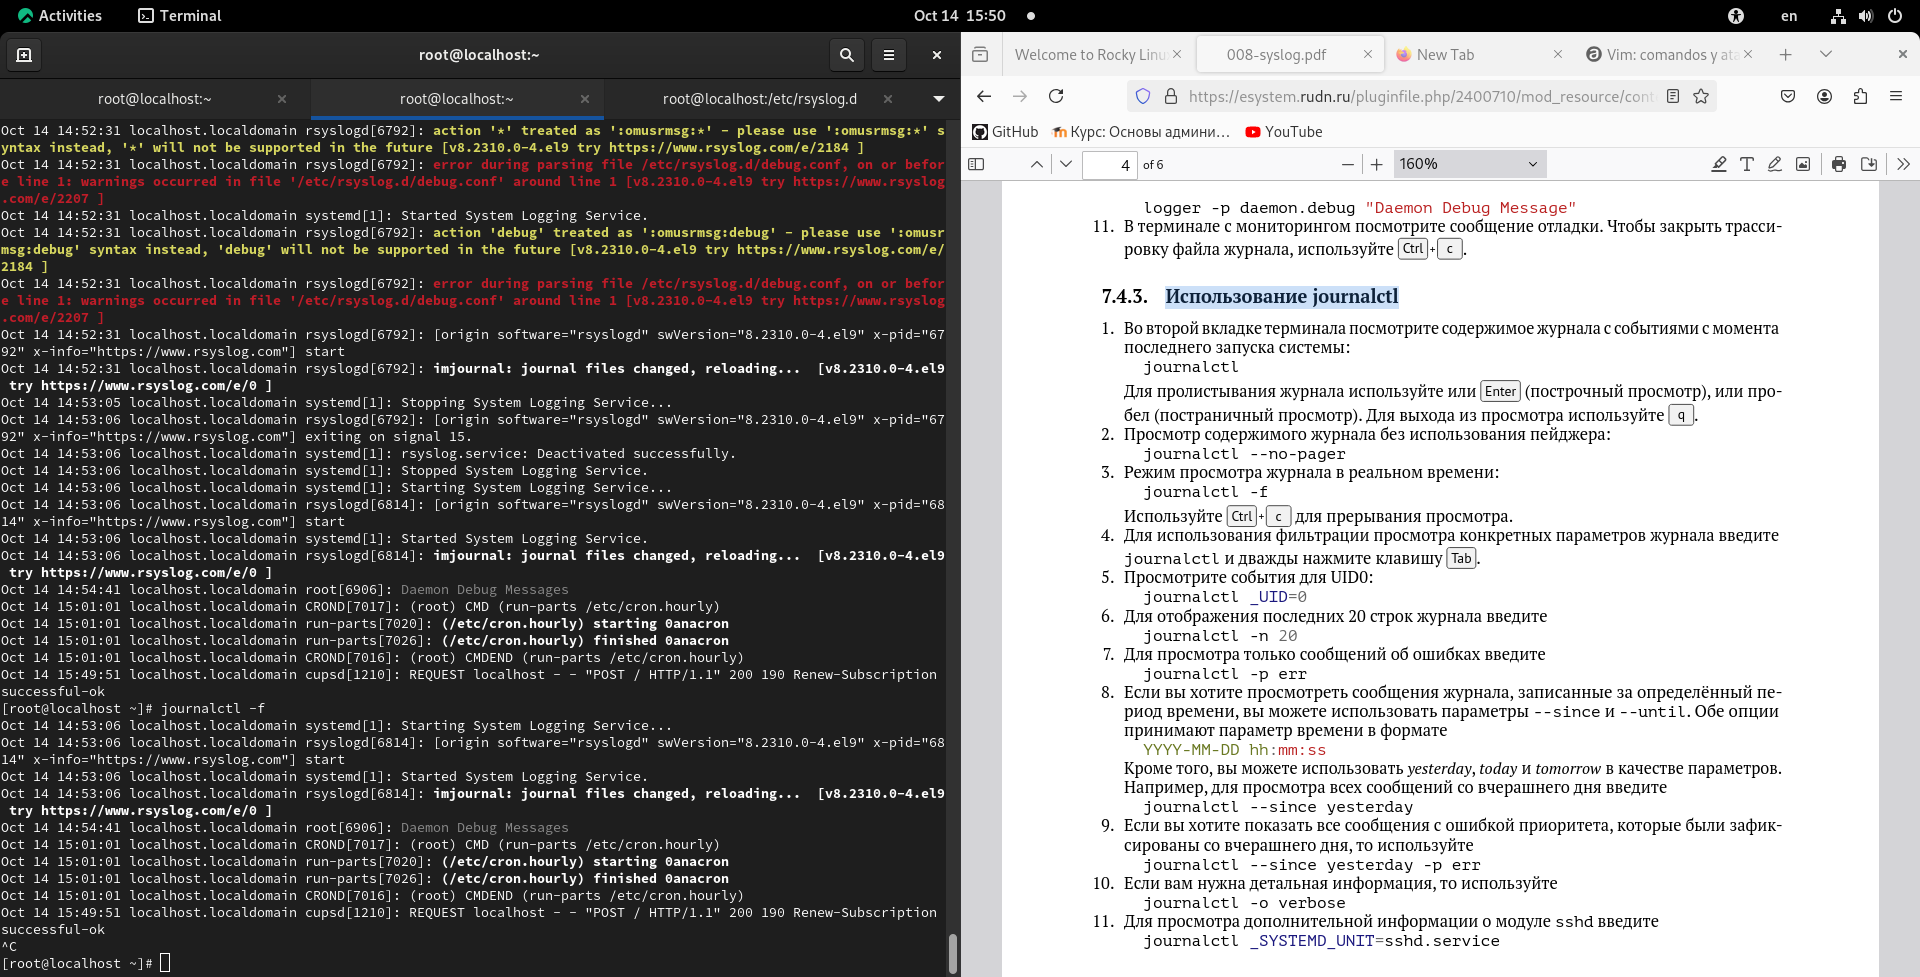 Activities
Terminal
Oct 14 15:50
en
root@localhost:~
root@localhost:~
root@localhost:~
root@localhost:/etc/rsyslog.d
Oct 14 14:52:31 localhost.localdomain rsyslogd[6792]: action '*' treated as ':omusrmsg:*' - please use ':omusrmsg:*' s
yntax instead, '*' will not be supported in the future [v8.2310.0-4.el9 try https://www.rsyslog.com/e/2184 ]
Oct 14 14:52:31 localhost.localdomain rsyslogd[6792]: error during parsing file /etc/rsyslog.d/debug.conf, on or befor
e line 1: warnings occurred in file '/etc/rsyslog.d/debug.conf' around line 1 [v8.2310.0-4.el9 try https://www.rsyslog
.com/e/2207 ]
Oct 14 14:52:31 localhost.localdomain systemd[1]: Started System Logging Service.
Oct 14 14:52:31 localhost.localdomain rsyslogd[6792]: action 'debug' treated as ':omusrmsg:debug' - please use ':omusr
msg:debug' syntax instead, 'debug' will not be supported in the future [v8.2310.0-4.el9 try https://www.rsyslog.com/e/
2184 ]
Oct 14 14:52:31 localhost.localdomain rsyslogd[6792]: error during parsing file /etc/rsyslog.d/debug.conf, on or befor
e line 1: warnings occurred in file '/etc/rsyslog.d/debug.conf' around line 1 [v8.2310.0-4.el9 try https://www.rsyslog
.com/e/2207 ]
Oct 14 14:52:31 localhost.localdomain rsyslogd[6792]: [origin software="rsyslogd" swVersion="8.2310.0-4.el9" x-pid="67
92" x-info="https://www.rsyslog.com"] start
Oct 14 14:52:31 localhost.localdomain rsyslogd[6792]: imjournal: journal files changed, reloading...  [v8.2310.0-4.el9
 try https://www.rsyslog.com/e/0 ]
Oct 14 14:53:05 localhost.localdomain systemd[1]: Stopping System Logging Service...
Oct 14 14:53:06 localhost.localdomain rsyslogd[6792]: [origin software="rsyslogd" swVersion="8.2310.0-4.el9" x-pid="67
92" x-info="https://www.rsyslog.com"] exiting on signal 15.
Oct 14 14:53:06 localhost.localdomain systemd[1]: rsyslog.service: Deactivated successfully.
Oct 14 14:53:06 localhost.localdomain systemd[1]: Stopped System Logging Service.
Oct 14 14:53:06 localhost.localdomain systemd[1]: Starting System Logging Service...
Oct 14 14:53:06 localhost.localdomain rsyslogd[6814]: [origin software="rsyslogd" swVersion="8.2310.0-4.el9" x-pid="68
14" x-info="https://www.rsyslog.com"] start
Oct 14 14:53:06 localhost.localdomain systemd[1]: Started System Logging Service.
Oct 14 14:53:06 localhost.localdomain rsyslogd[6814]: imjournal: journal files changed, reloading...  [v8.2310.0-4.el9
 try https://www.rsyslog.com/e/0 ]
Oct 14 14:54:41 localhost.localdomain root[6906]: Daemon Debug Messages
Oct 14 15:01:01 localhost.localdomain CROND[7017]: (root) CMD (run-parts /etc/cron.hourly)
Oct 14 15:01:01 localhost.localdomain run-parts[7020]: (/etc/cron.hourly) starting 0anacron
Oct 14 15:01:01 localhost.localdomain run-parts[7026]: (/etc/cron.hourly) finished 0anacron
Oct 14 15:01:01 localhost.localdomain CROND[7016]: (root) CMDEND (run-parts /etc/cron.hourly)
Oct 14 15:49:51 localhost.localdomain cupsd[1210]: REQUEST localhost - - "POST / HTTP/1.1" 200 190 Renew-Subscription
successful-ok
[root@localhost ~]# journalctl -f
Oct 14 14:53:06 localhost.localdomain systemd[1]: Starting System Logging Service...
Oct 14 14:53:06 localhost.localdomain rsyslogd[6814]: [origin software="rsyslogd" swVersion="8.2310.0-4.el9" x-pid="68
14" x-info="https://www.rsyslog.com"] start
Oct 14 14:53:06 localhost.localdomain systemd[1]: Started System Logging Service.
Oct 14 14:53:06 localhost.localdomain rsyslogd[6814]: imjournal: journal files changed, reloading...  [v8.2310.0-4.el9
 try https://www.rsyslog.com/e/0 ]
Oct 14 14:54:41 localhost.localdomain root[6906]: Daemon Debug Messages
Oct 14 15:01:01 localhost.localdomain CROND[7017]: (root) CMD (run-parts /etc/cron.hourly)
Oct 14 15:01:01 localhost.localdomain run-parts[7020]: (/etc/cron.hourly) starting 0anacron
Oct 14 15:01:01 localhost.localdomain run-parts[7026]: (/etc/cron.hourly) finished 0anacron
Oct 14 15:01:01 localhost.localdomain CROND[7016]: (root) CMDEND (run-parts /etc/cron.hourly)
Oct 14 15:49:51 localhost.localdomain cupsd[1210]: REQUEST localhost - - "POST / HTTP/1.1" 200 190 Renew-Subscription
successful-ok
^C
[root@localhost ~]#
Welcome to Rocky Linu
008-syslog.pdf
New Tab
Vim: comandos y ata
https://esystem.rudn.ru/pluginfile.php/2400710/mod_resource/cont
GitHub
Курс: Основы админи…
YouTube
4 of 6
160%
logger -p daemon.debug "Daemon Debug Message"
11. В терминале с мониторингом посмотрите сообщение отладки. Чтобы закрыть трасси-
ровку файла журнала, используйте Ctrl + c .
7.4.3. Использование journalctl
1. Во второй вкладке терминала посмотрите содержимое журнала с событиями с момента
последнего запуска системы:
journalctl
Для пролистывания журнала используйте или Enter (построчный просмотр), или про-
бел (постраничный просмотр). Для выхода из просмотра используйте q .
2. Просмотр содержимого журнала без использования пейджера:
journalctl --no-pager
3. Режим просмотра журнала в реальном времени:
journalctl -f
Используйте Ctrl + c для прерывания просмотра.
4. Для использования фильтрации просмотра конкретных параметров журнала введите
journalctl и дважды нажмите клавишу Tab .
5. Просмотрите события для UID0:
journalctl _UID=0
6. Для отображения последних 20 строк журнала введите
journalctl -n 20
7. Для просмотра только сообщений об ошибках введите
journalctl -p err
8. Если вы хотите просмотреть сообщения журнала, записанные за определённый пе-
риод времени, вы можете использовать параметры --since и --until. Обе опции
принимают параметр времени в формате
YYYY-MM-DD hh:mm:ss
Кроме того, вы можете использовать yesterday, today и tomorrow в качестве параметров.
Например, для просмотра всех сообщений со вчерашнего дня введите
journalctl --since yesterday
9. Если вы хотите показать все сообщения с ошибкой приоритета, которые были зафик-
сированы со вчерашнего дня, то используйте
journalctl --since yesterday -p err
10. Если вам нужна детальная информация, то используйте
journalctl -o verbose
11. Для просмотра дополнительной информации о модуле sshd введите
journalctl _SYSTEMD_UNIT=sshd.service